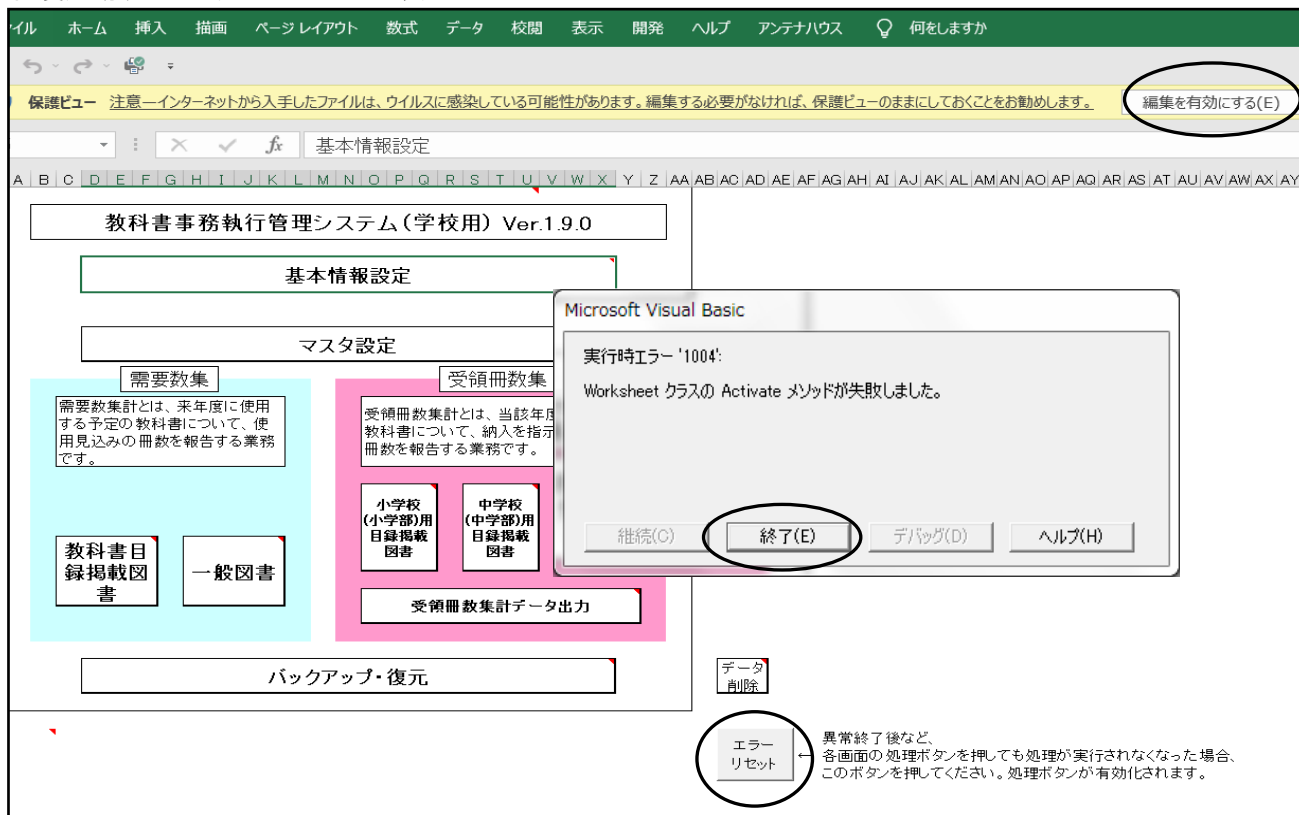 イル ホーム 挿入 描画 ページ レイアウト 数式 データ 校閲 表示 開発 ヘルプ アンテナハウス 何をしますか
保護ビュー 注意—インターネットから入手したファイルは、ウイルスに感染している可能性があります。編集する必要がなければ、保護ビューのままにしておくことをお勧めします。 編集を有効にする(E)
fx 基本情報設定
A B C D E F G H I J K L M N O P Q R S T U V W X Y Z AA AB AC AD AE AF AG AH AI AJ AK AL AM AN AO AP AQ AR AS AT AU AV AW AX AY
教科書事務執行管理システム(学校用) Ver.1.9.0
基本情報設定
マスタ設定
需要数集
需要数集計とは、来年度に使用
する予定の教科書について、使
用見込みの冊数を報告する業務
です。
教科書目
録掲載図
書
一般図書
受領冊数集
受領冊数集計とは、当該年度
教科書について、納入を指示
冊数を報告する業務です。
小学校
(小学部)用
目録掲載
図書
中学校
(中学部)用
目録掲載
図書
受領冊数集計データ出力
バックアップ・復元
Microsoft Visual Basic
実行時エラー '1004':
Worksheet クラスの Activate メソッドが失敗しました。
継続(C) 終了(E) デバッグ(D) ヘルプ(H)
データ
削除
エラー
リセット
← 異常終了後など、
各画面の処理ボタンを押しても処理が実行されなくなった場合、
このボタンを押してください。処理ボタンが有効化されます。